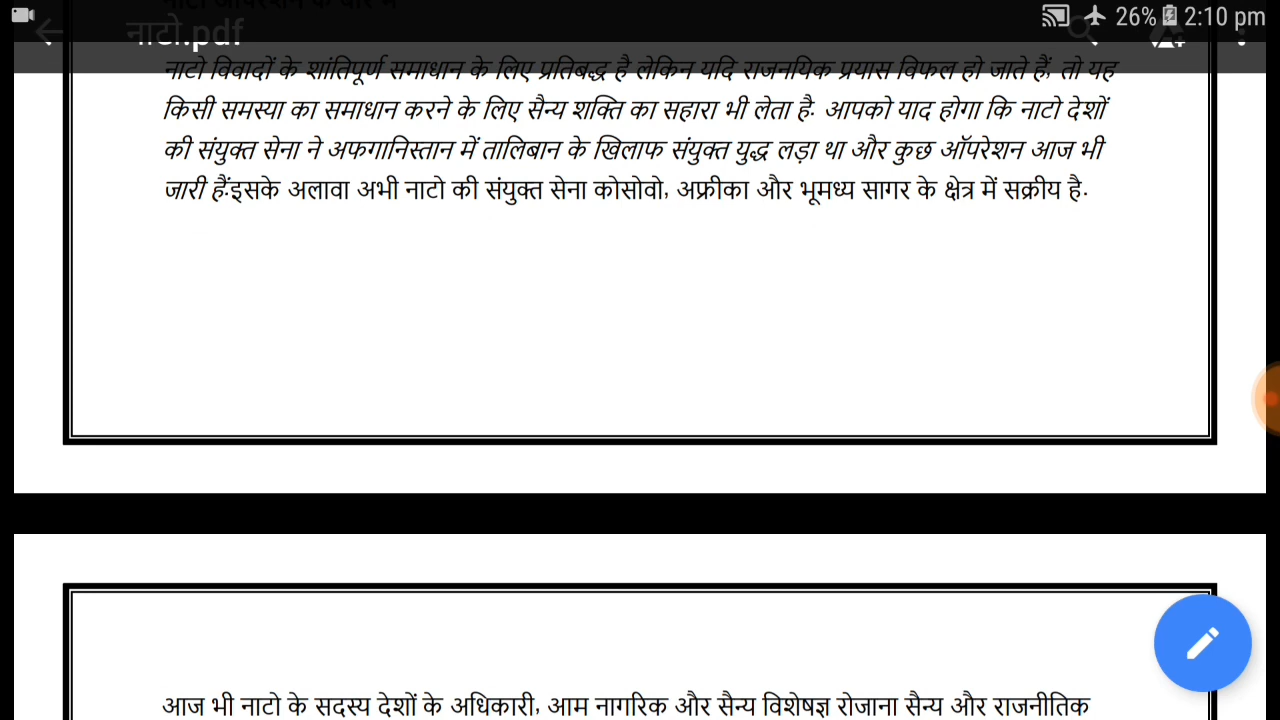 26% 2:10 pm
नाटो.pdf
नाटो विवादों के शांतिपूर्ण समाधान के लिए प्रतिबद्ध है लेकिन यदि राजनयिक प्रयास विफल हो जाते हैं, तो यह
किसी समस्या का समाधान करने के लिए सैन्य शक्ति का सहारा भी लेता है. आपको याद होगा कि नाटो देशों
की संयुक्त सेना ने अफगानिस्तान में तालिबान के खिलाफ संयुक्त युद्ध लड़ा था और कुछ ऑपरेशन आज भी
जारी हैं.इसके अलावा अभी नाटो की संयुक्त सेना कोसोवो, अफ्रीका और भूमध्य सागर के क्षेत्र में सक्रीय है.
आज भी नाटो के सदस्य देशों के अधिकारी, आम नागरिक और सैन्य विशेषज्ञ रोजाना सैन्य और राजनीतिक